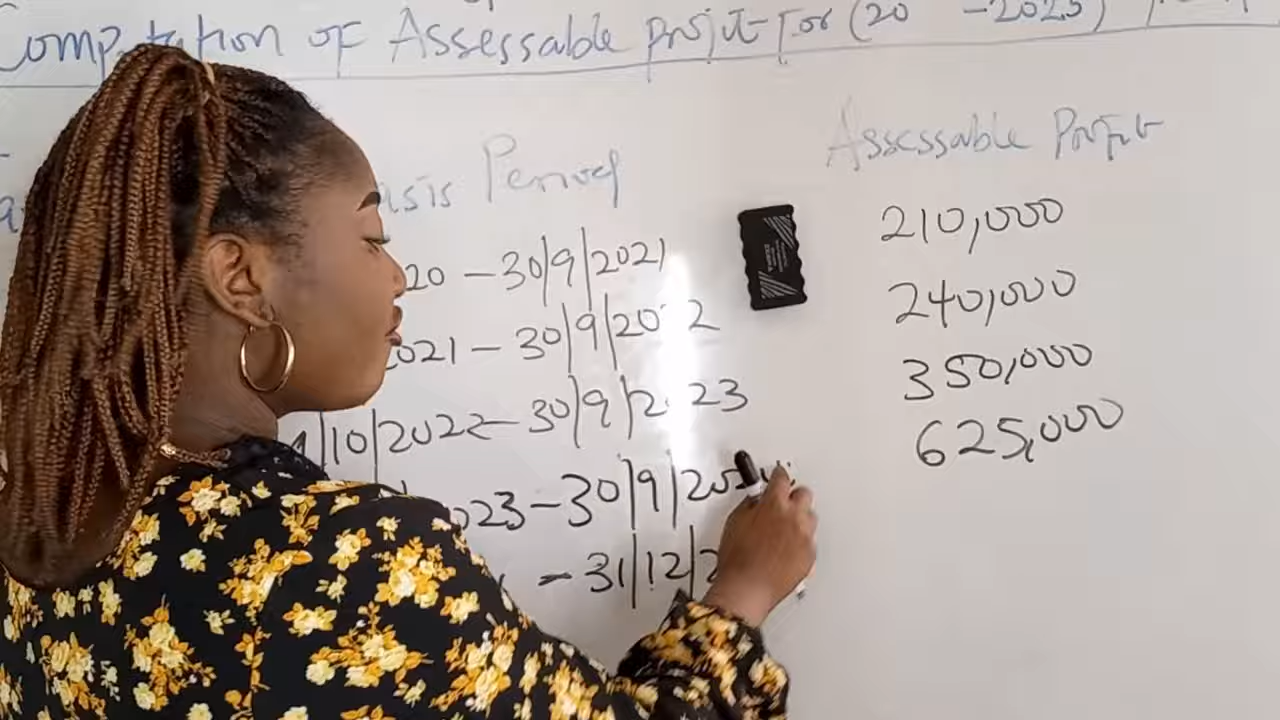 Computation of Assessable profit For (20 -2025)
asis Period Assessable Profit
20 - 30/9/2021 210,000
2021 - 30/9/2022 240,000
1/10/2022 - 30/9/2023 350,000
023 - 30/9/20 625,000
- 31/12/2